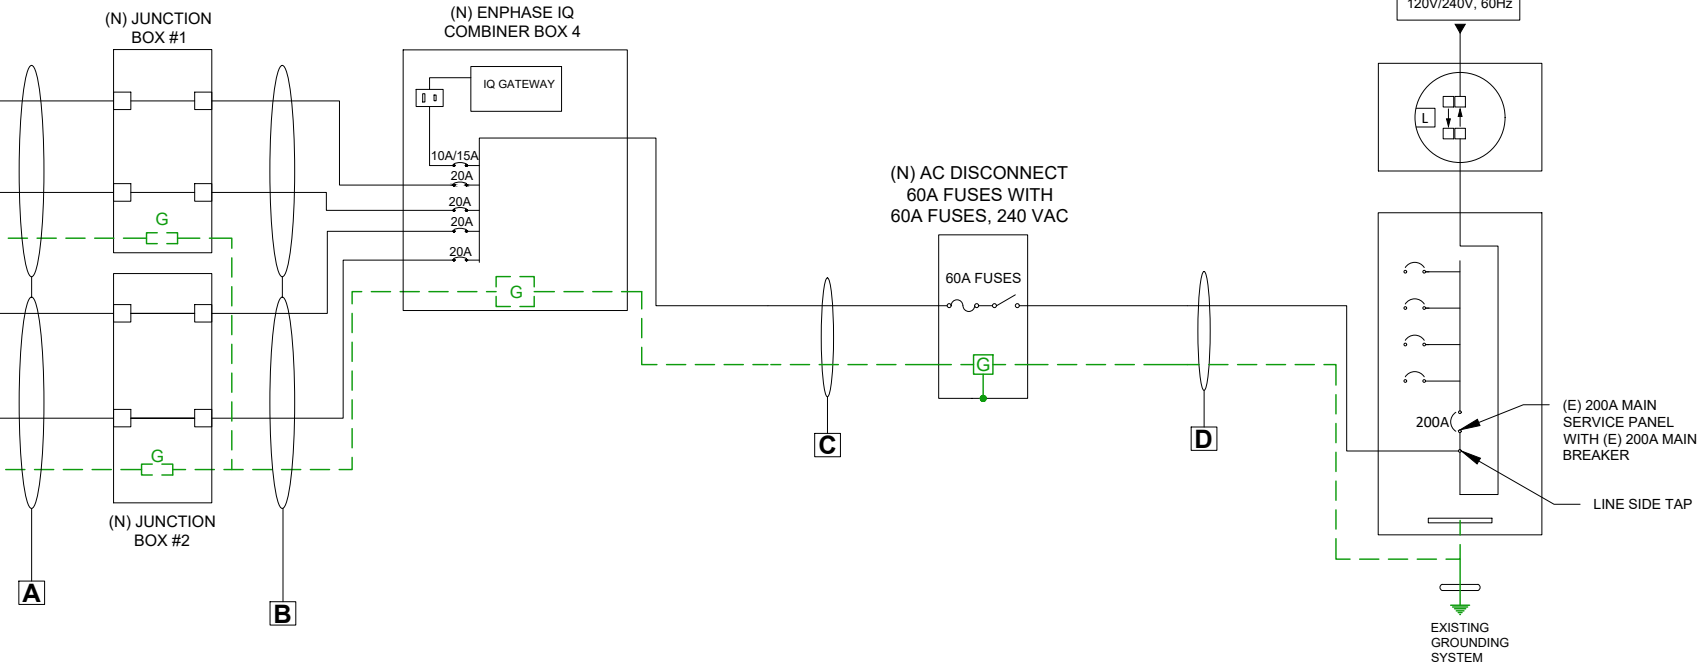 (N) JUNCTION
BOX #1
(N) ENPHASE IQ
COMBINER BOX 4
120V/240V, 60Hz
IQ GATEWAY
10A/15A
20A
20A
20A
20A
G
G
G
(N) AC DISCONNECT
60A FUSES WITH
60A FUSES, 240 VAC
60A FUSES
G
L
200A
(E) 200A MAIN
SERVICE PANEL
WITH (E) 200A MAIN
BREAKER
LINE SIDE TAP
(N) JUNCTION
BOX #2
A
B
C
D
EXISTING
GROUNDING
SYSTEM